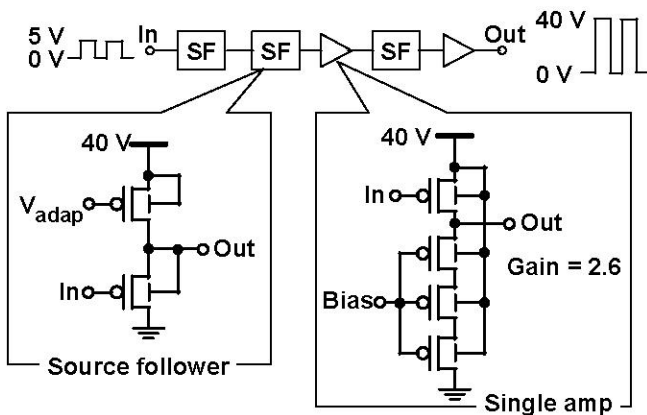 5 V
0 V
In
SF
SF
SF
Out
40 V
0 V
40 V
V_adap
Out
In
Source follower
40 V
In
Out
Gain = 2.6
Bias
Single amp